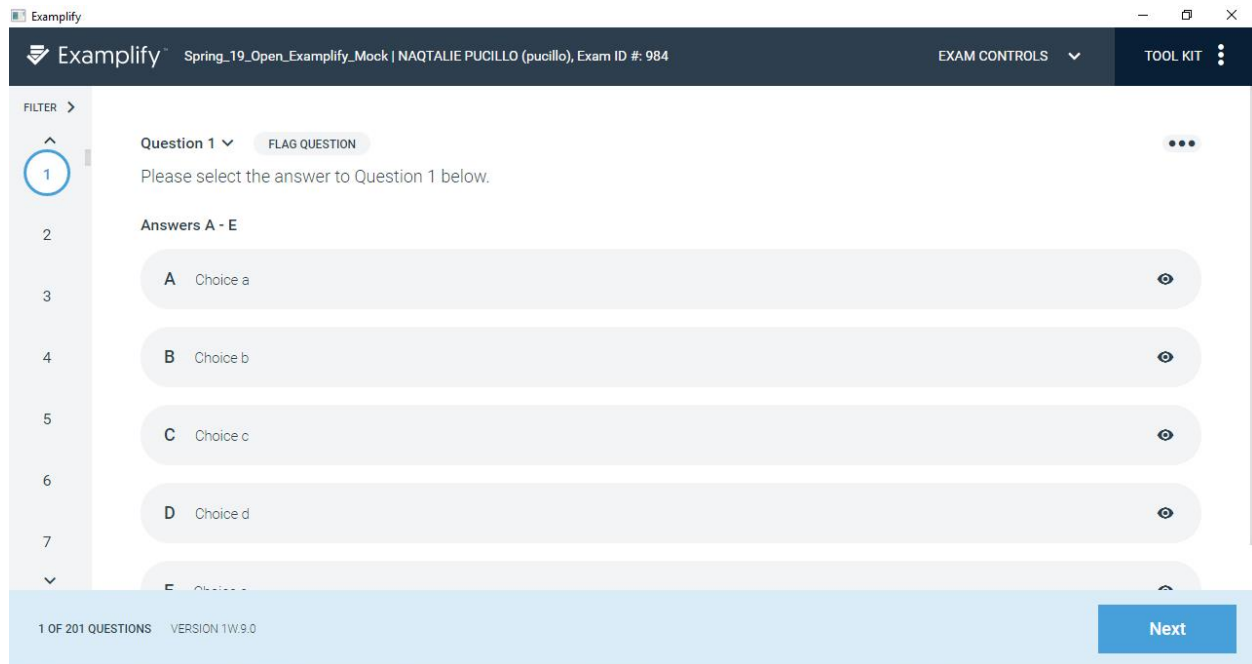 Examplify
Examplify Spring_19_Open_Examplify_Mock | NAQTALIE PUCILLO (pucillo), Exam ID #: 984 EXAM CONTROLS TOOL KIT
FILTER
Question 1 FLAG QUESTION
1
Please select the answer to Question 1 below.
2
Answers A - E
A Choice a
3
4
B Choice b
5
C Choice c
6
D Choice d
7
1 OF 201 QUESTIONS VERSION 1W.9.0
Next